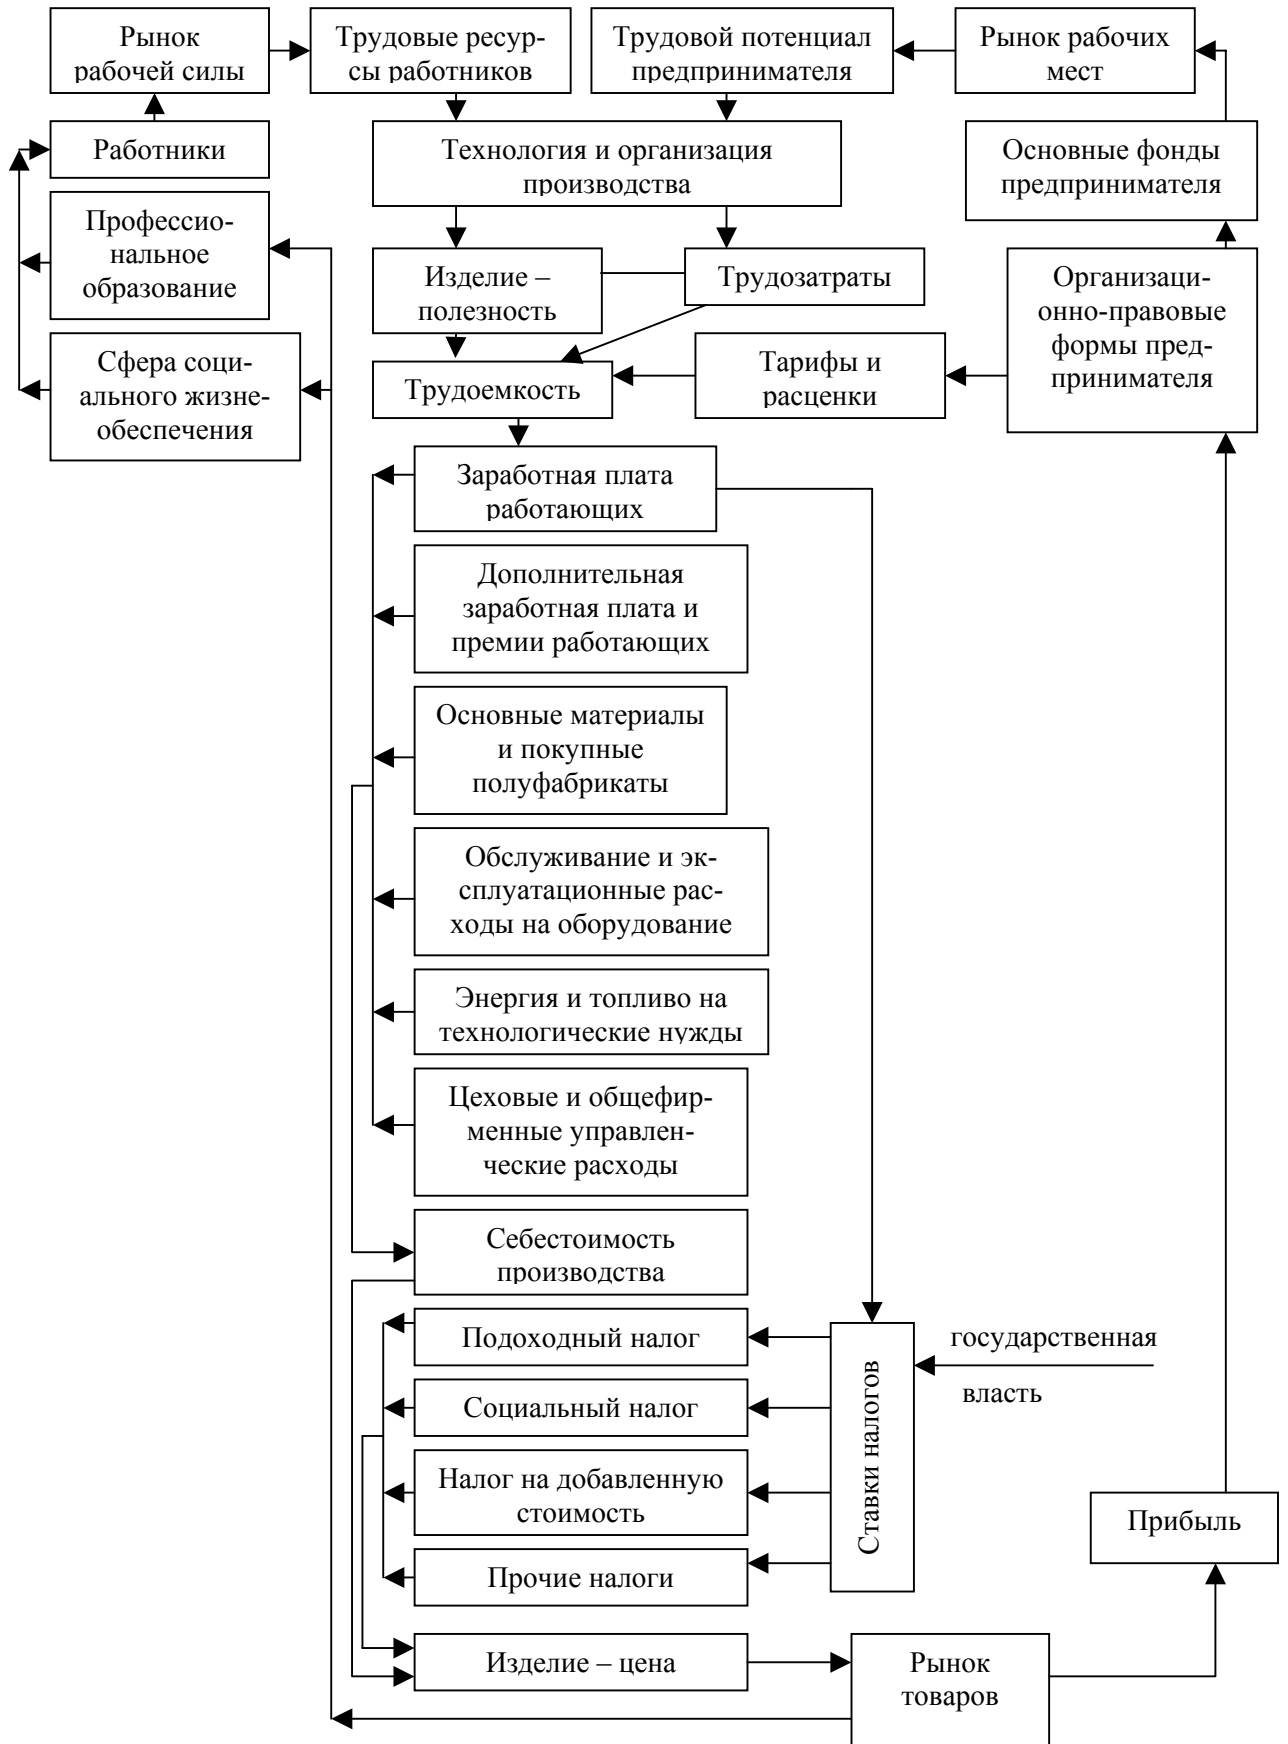 Рынок
рабочей силы
Трудовые ресур-
сы работников
Трудовой потенциал
предпринимателя
Рынок рабочих
мест
Работники
Технология и организация
производства
Основные фонды
предпринимателя
Профессио-
нальное
образование
Изделие –
полезность
Трудозатраты
Организаци-
онно-правовые
формы пред-
принимателя
Сфера соци-
ального жизне-
обеспечения
Трудоемкость
Тарифы и
расценки
Заработная плата
работающих
Дополнительная
заработная плата и
премии работающих
Основные материалы
и покупные
полуфабрикаты
Обслуживание и эк-
сплуатационные рас-
ходы на оборудование
Энергия и топливо на
технологические нужды
Цеховые и общефир-
менные управлен-
ческие расходы
Себестоимость
производства
Подоходный налог
Социальный налог
Налог на добавленную
стоимость
Прочие налоги
Ставки налогов
государственная
власть
Прибыль
Изделие – цена
Рынок
товаров